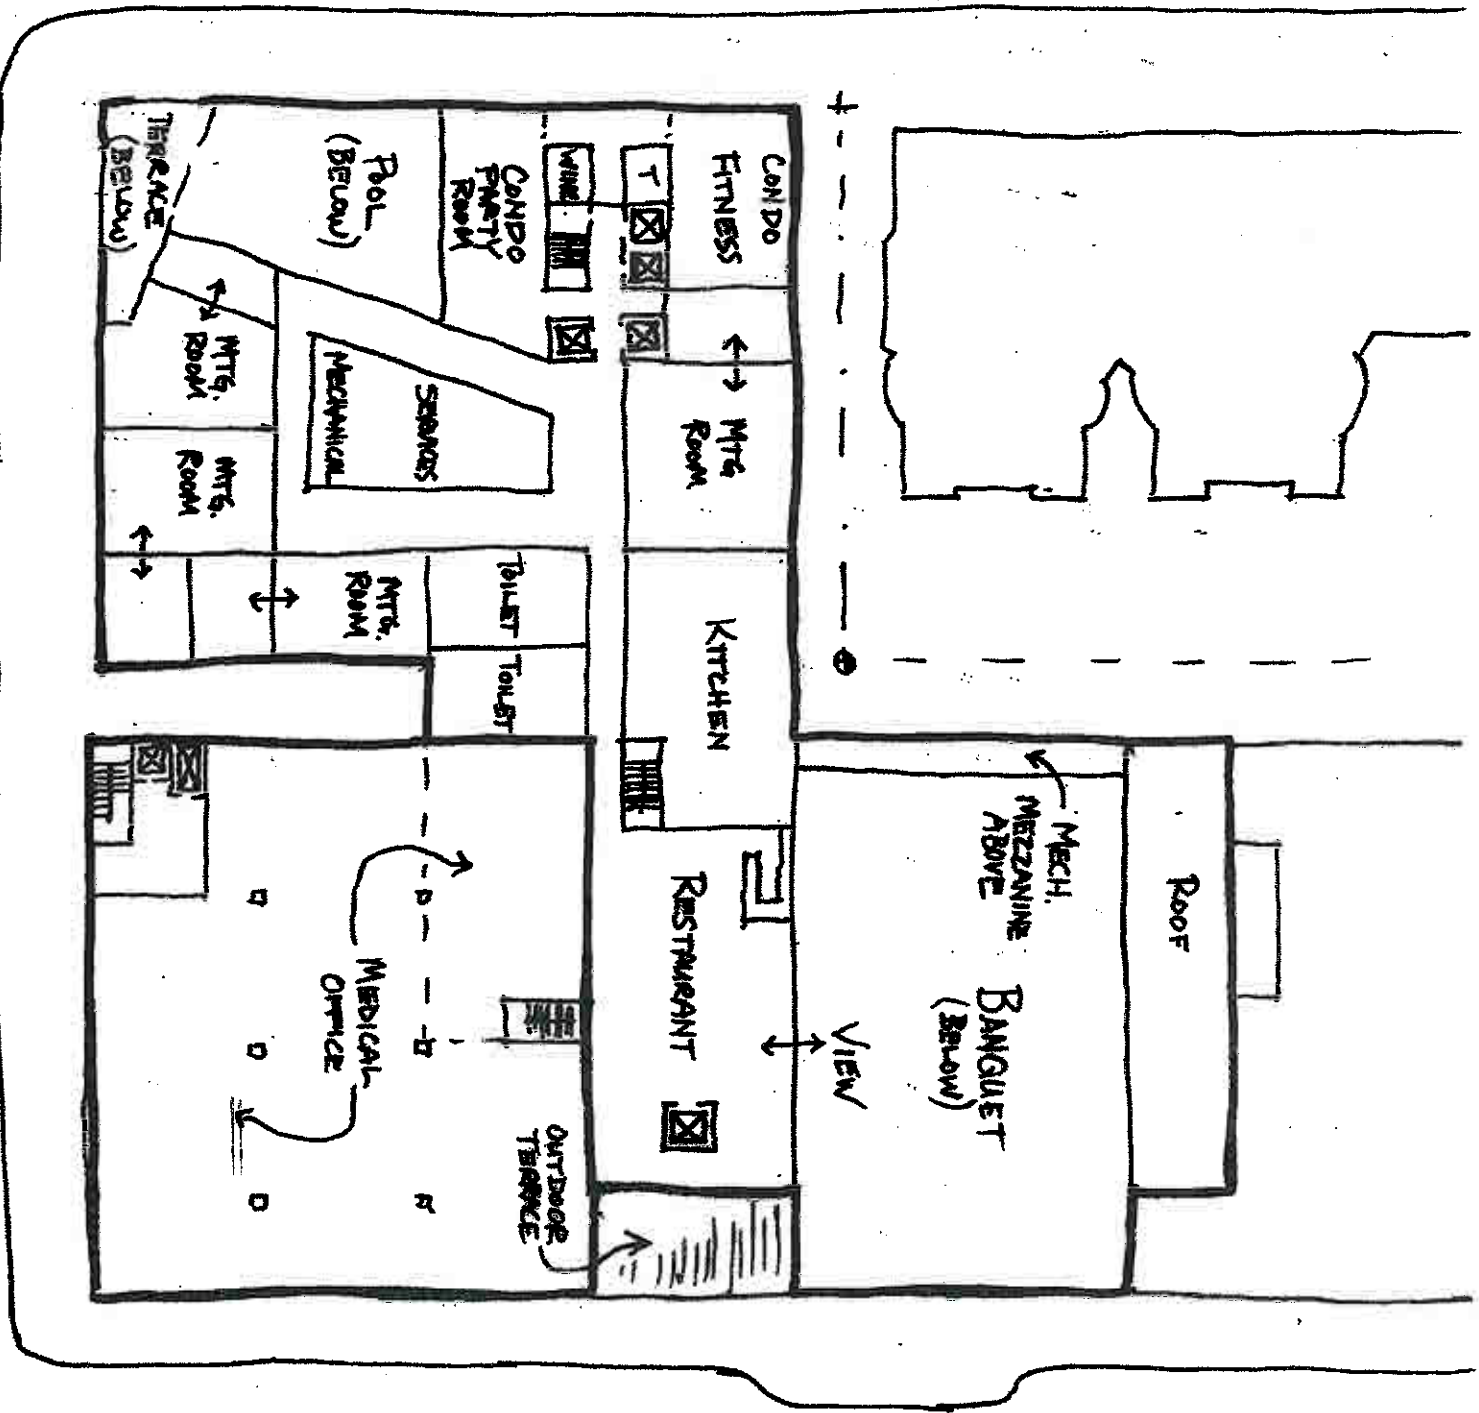 CONDO
FITNESS
T
WINE
CONDO
PARTY
ROOM
POOL
(BELOW)
TERRACE
(BELOW)
MTG
ROOM
SERVICES
MECHANICAL
MTG.
ROOM
MTG.
ROOM
MTG.
ROOM
TOILET
TOILET
KITCHEN
MECH.
MEZZANINE
ABOVE
ROOF
RESTAURANT
BANQUET
(BELOW)
VIEW
MEDICAL
OFFICE
OUTDOOR
TERRACE